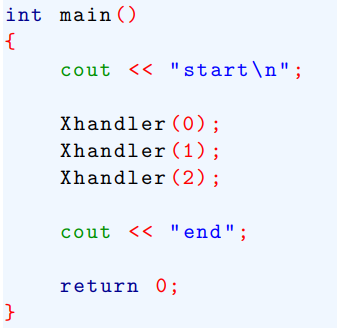 int main()
{
cout << "start\n";
Xhandler(0);
Xhandler(1);
Xhandler(2);
cout << "end";
return 0;
}